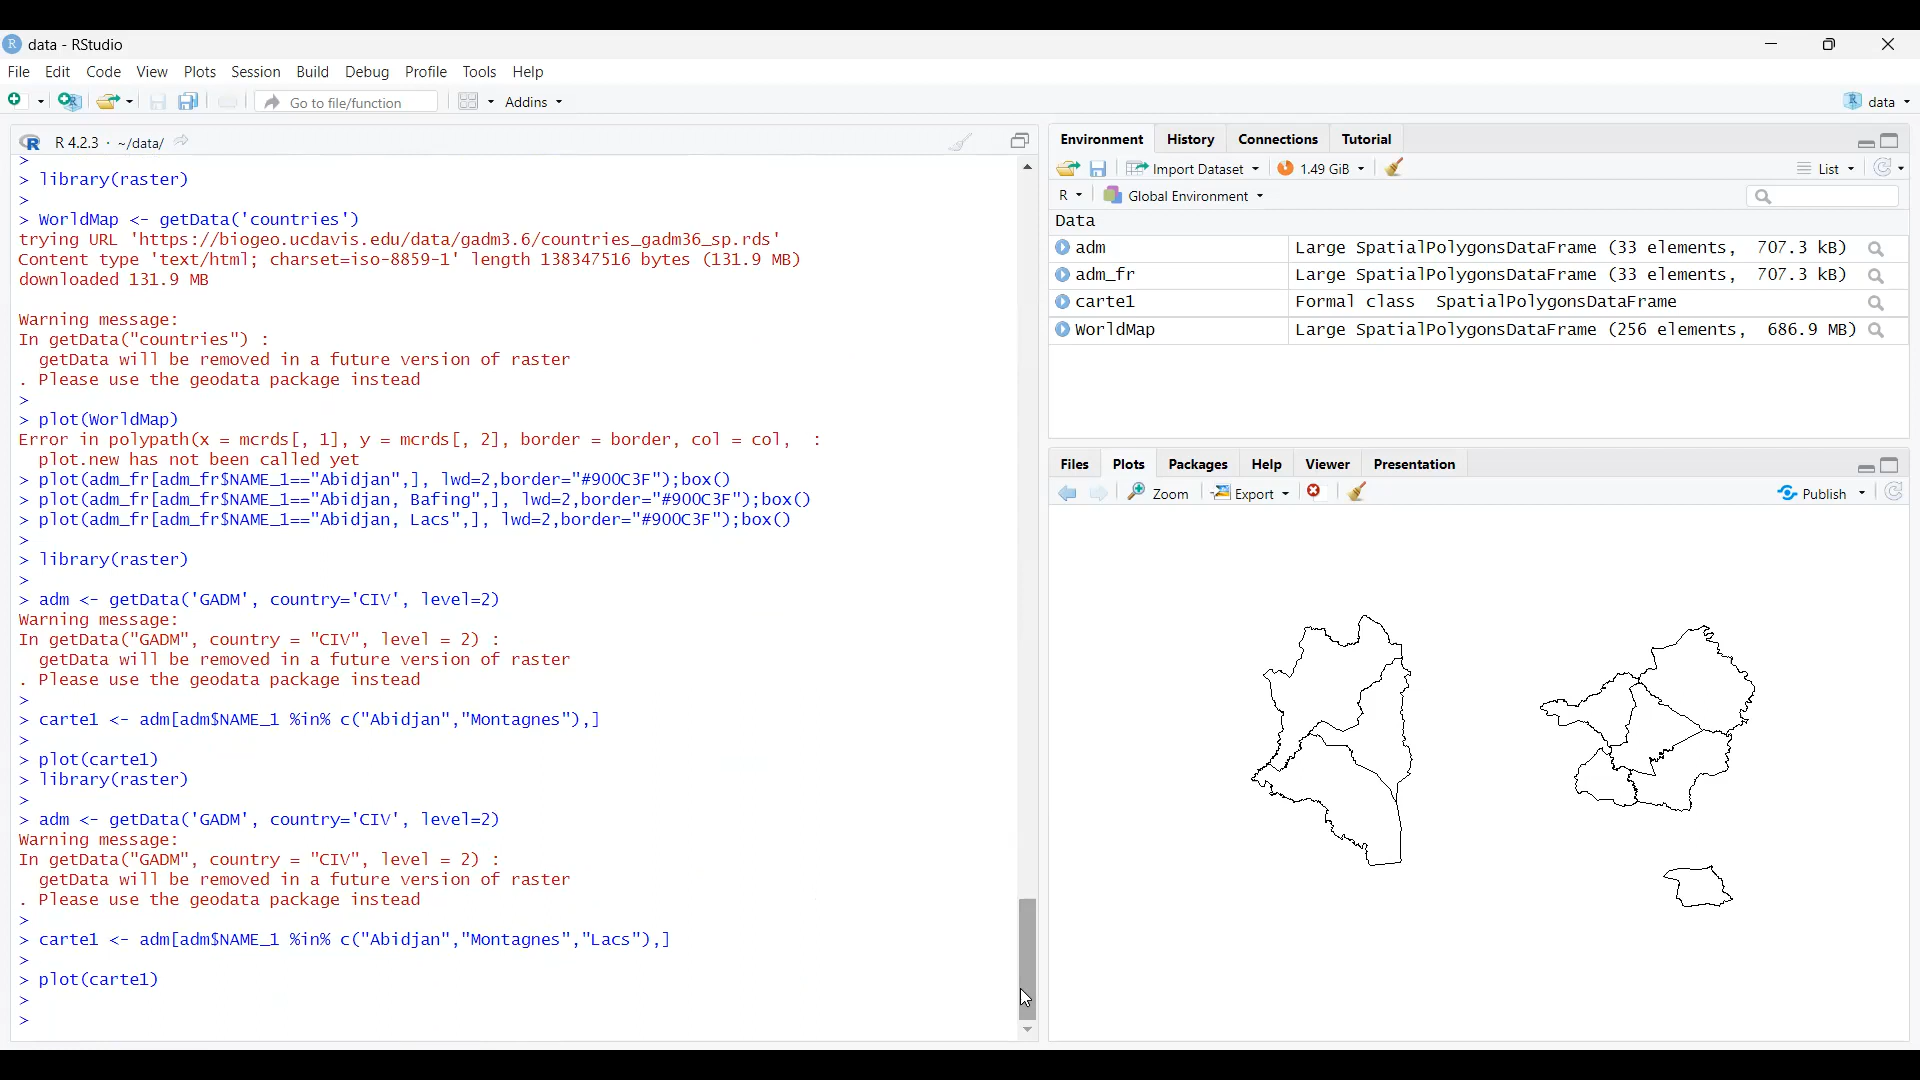 data - RStudio
File Edit Code View Plots Session Build Debug Profile Tools Help
Go to file/function Addins data
R 4.2.3 · ~/data/
>
> library(raster)
>
> WorldMap <- getData('countries')
trying URL 'https://biogeo.ucdavis.edu/data/gadm3.6/countries_gadm36_sp.rds'
Content type 'text/html; charset=iso-8859-1' length 138347516 bytes (131.9 MB)
downloaded 131.9 MB
Warning message:
In getData("countries") :
getData will be removed in a future version of raster
. Please use the geodata package instead
>
> plot(WorldMap)
Error in polypath(x = mcrds[, 1], y = mcrds[, 2], border = border, col = col, :
plot.new has not been called yet
> plot(adm_fr[adm_fr$NAME_1=="Abidjan",], lwd=2,border="#900C3F");box()
> plot(adm_fr[adm_fr$NAME_1=="Abidjan, Bafing",], lwd=2,border="#900C3F");box()
> plot(adm_fr[adm_fr$NAME_1=="Abidjan, Lacs",], lwd=2,border="#900C3F");box()
>
> library(raster)
>
> adm <- getData('GADM', country='CIV', level=2)
Warning message:
In getData("GADM", country = "CIV", level = 2) :
getData will be removed in a future version of raster
. Please use the geodata package instead
>
> carte1 <- adm[adm$NAME_1 %in% c("Abidjan","Montagnes"),]
>
> plot(carte1)
> library(raster)
>
> adm <- getData('GADM', country='CIV', level=2)
Warning message:
In getData("GADM", country = "CIV", level = 2) :
getData will be removed in a future version of raster
. Please use the geodata package instead
>
> carte1 <- adm[adm$NAME_1 %in% c("Abidjan","Montagnes","Lacs"),]
>
> plot(carte1)
>
>
Environment History Connections Tutorial
Import Dataset 1.49 GiB List
R Global Environment
Data
adm Large SpatialPolygonsDataFrame (33 elements, 707.3 kB)
adm_fr Large SpatialPolygonsDataFrame (33 elements, 707.3 kB)
carte1 Formal class SpatialPolygonsDataFrame
WorldMap Large SpatialPolygonsDataFrame (256 elements, 686.9 MB)
Files Plots Packages Help Viewer Presentation
Zoom Export Publish